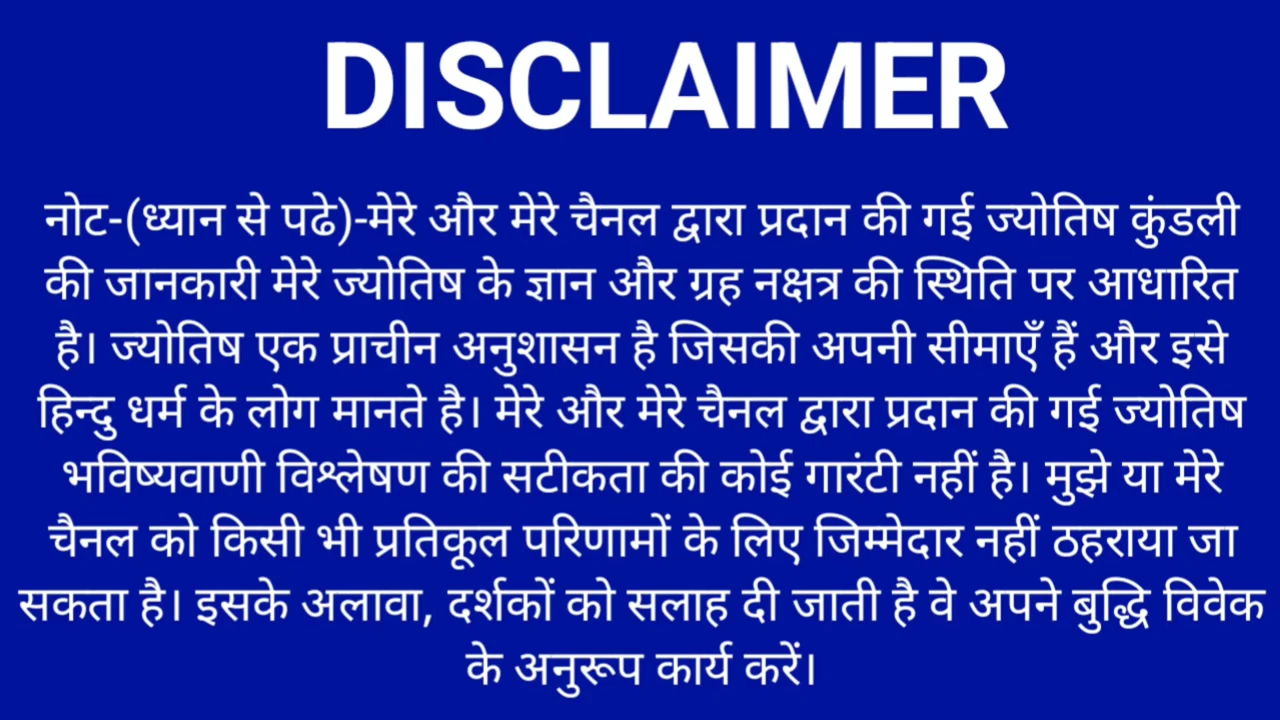 DISCLAIMER
नोट-(ध्यान से पढे)-मेरे और मेरे चैनल द्वारा प्रदान की गई ज्योतिष कुंडली
की जानकारी मेरे ज्योतिष के ज्ञान और ग्रह नक्षत्र की स्थिति पर आधारित
है। ज्योतिष एक प्राचीन अनुशासन है जिसकी अपनी सीमाएँ हैं और इसे
हिन्दु धर्म के लोग मानते है। मेरे और मेरे चैनल द्वारा प्रदान की गई ज्योतिष
भविष्यवाणी विश्लेषण की सटीकता की कोई गारंटी नहीं है। मुझे या मेरे
चैनल को किसी भी प्रतिकूल परिणामों के लिए जिम्मेदार नहीं ठहराया जा
सकता है। इसके अलावा, दर्शकों को सलाह दी जाती है वे अपने बुद्धि विवेक
के अनुरूप कार्य करें।